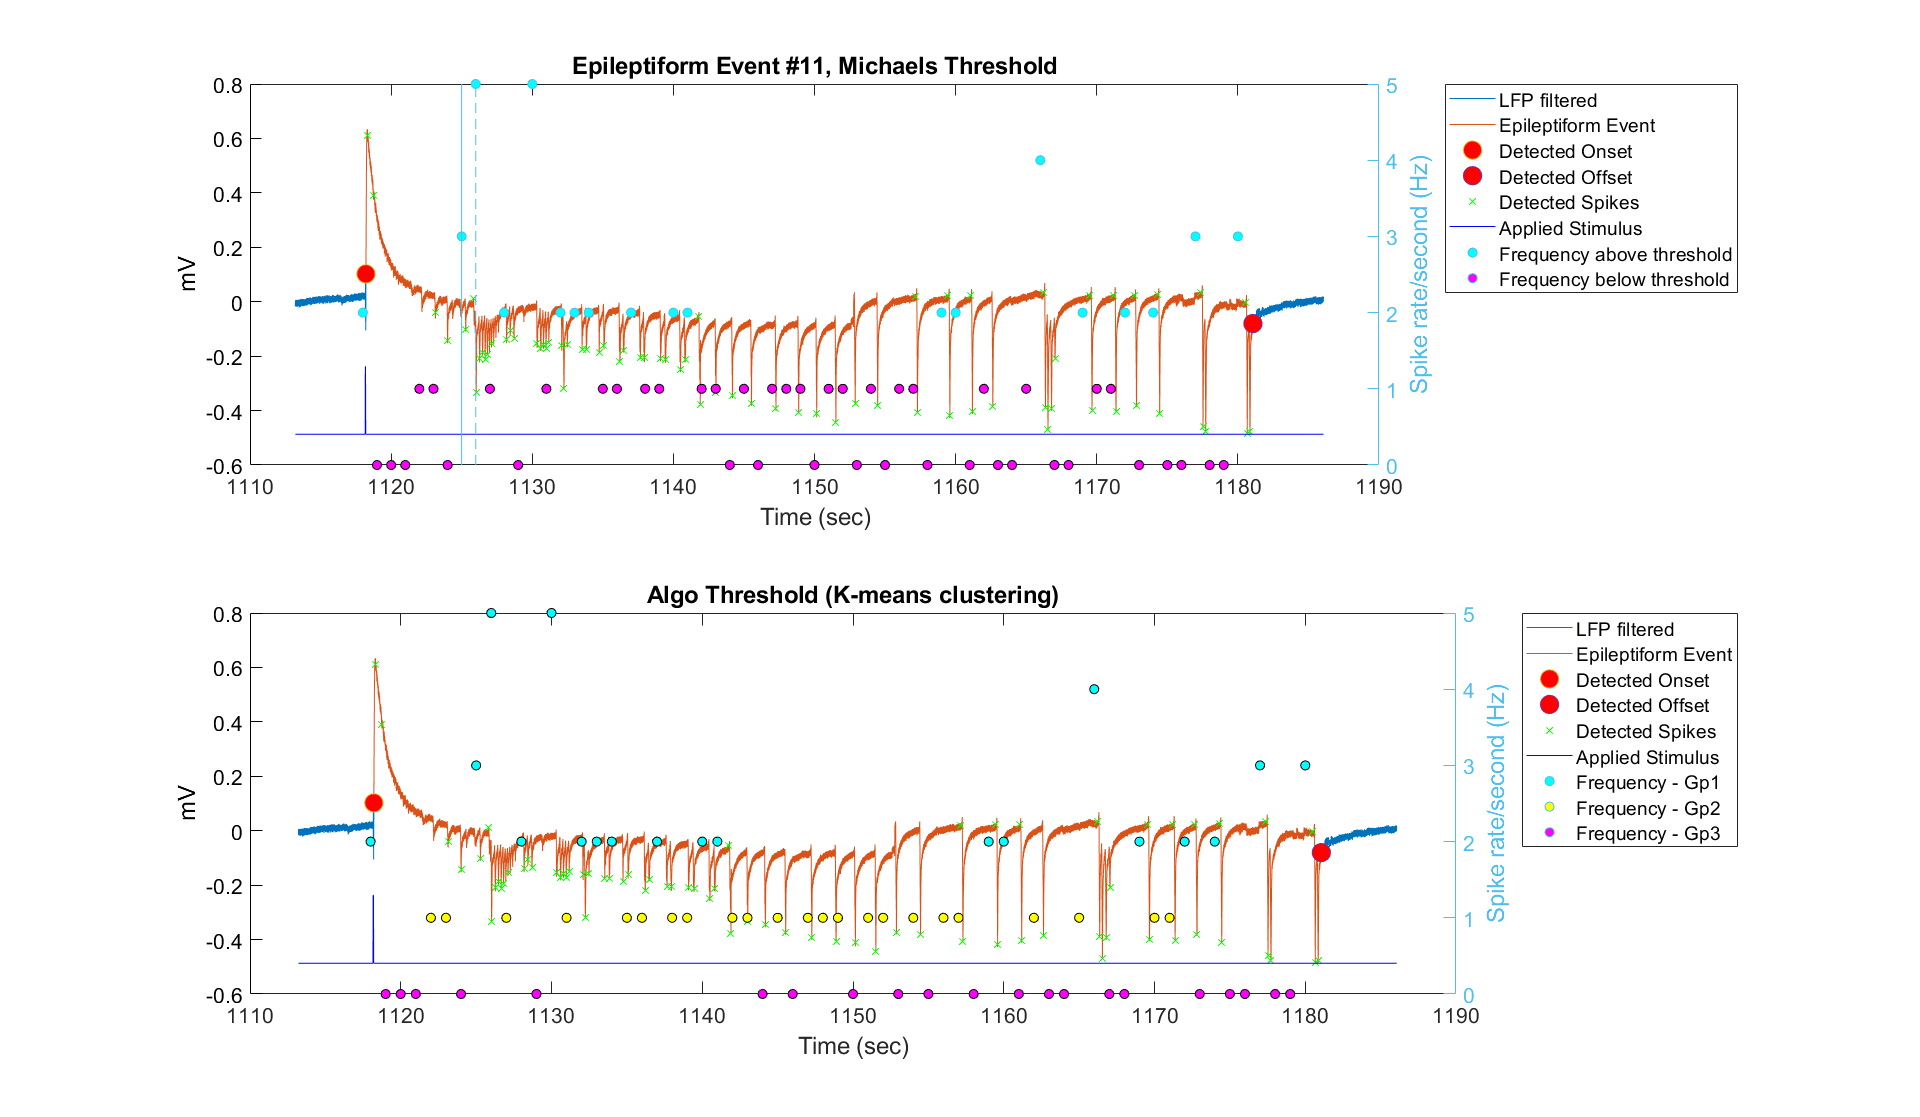 Epileptiform Event #11, Michaels Threshold
0.8
0.6
0.4
0.2
0
-0.2
-0.4
-0.6
mV
1110 1120 1130 1140 1150 1160 1170 1180 1190
Time (sec)
5
4
3
2
1
0
Spike rate/second (Hz)
LFP filtered
Epileptiform Event
Detected Onset
Detected Offset
Detected Spikes
Applied Stimulus
Frequency above threshold
Frequency below threshold
Algo Threshold (K-means clustering)
0.8
0.6
0.4
0.2
0
-0.2
-0.4
-0.6
mV
1110 1120 1130 1140 1150 1160 1170 1180 1190
Time (sec)
5
4
3
2
1
0
Spike rate/second (Hz)
LFP filtered
Epileptiform Event
Detected Onset
Detected Offset
Detected Spikes
Applied Stimulus
Frequency - Gp1
Frequency - Gp2
Frequency - Gp3